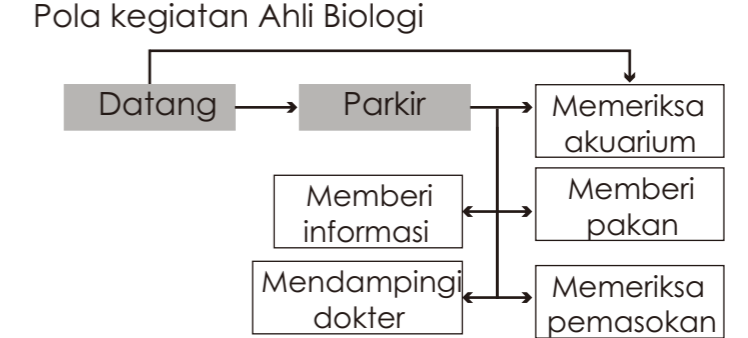 Pola kegiatan Ahli Biologi
Datang
Parkir
Memeriksa
akuarium
Memberi
informasi
Memberi
pakan
Mendampingi
dokter
Memeriksa
pemasokan